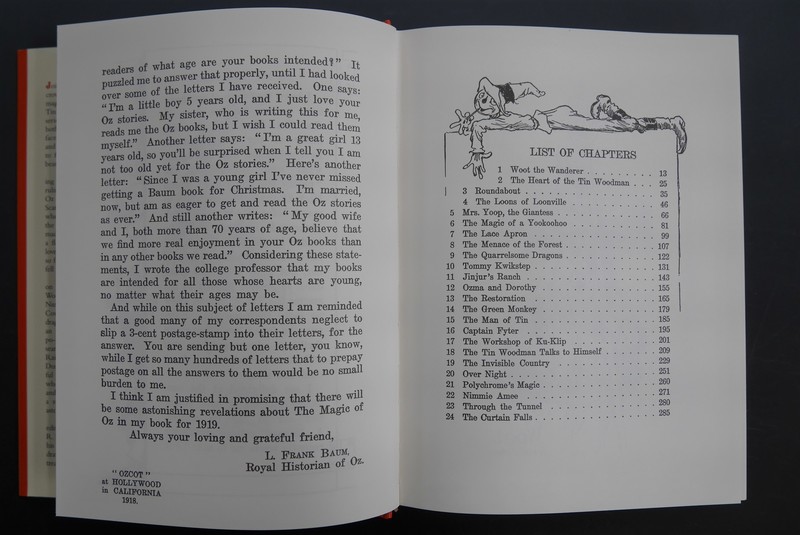 readers of what age are your books intended?" It
puzzled me to answer that properly, until I had looked
over some of the letters I have received. One says:
"I'm a little boy 5 years old, and I just love your
Oz stories. My sister, who is writing this for me,
reads me the Oz books, but I wish I could read them
myself." Another letter says: "I'm a great girl 13
years old, so you'll be surprised when I tell you I am
not too old yet for the Oz stories." Here's another
letter: "Since I was a young girl I've never missed
getting a Baum book for Christmas. I'm married,
now, but am as eager to get and read the Oz stories
as ever." And still another writes: "My good wife
and I, both more than 70 years of age, believe that
we find more real enjoyment in your Oz books than
in any other books we read." Considering these state-
ments, I wrote the college professor that my books
are intended for all those whose hearts are young,
no matter what their ages may be.
And while on this subject of letters I am reminded
that a good many of my correspondents neglect to
slip a 3-cent postage-stamp into their letters, for the
answer. You are sending but one letter, you know,
while I get so many hundreds of letters that to prepay
postage on all the answers to them would be no small
burden to me.
I think I am justified in promising that there will
be some astonishing revelations about The Magic of
Oz in my book for 1919.
Always your loving and grateful friend,
L. FRANK BAUM,
Royal Historian of Oz.
"OZCOT"
at HOLLYWOOD
in CALIFORNIA
1918.
LIST OF CHAPTERS
1 Woot the Wanderer . . . . . . . . . 13
2 The Heart of the Tin Woodman . . . 25
3 Roundabout . . . . . . . . . . . . 35
4 The Loons of Loonville . . . . . . . 46
5 Mrs. Yoop, the Giantess . . . . . . . 66
6 The Magic of a Yookoohoo . . . . . . 81
7 The Lace Apron . . . . . . . . . . 99
8 The Menace of the Forest . . . . . . 107
9 The Quarrelsome Dragons . . . . . . 122
10 Tommy Kwikstep . . . . . . . . . . 131
11 Jinjur's Ranch . . . . . . . . . . 143
12 Ozma and Dorothy . . . . . . . . . 155
13 The Restoration . . . . . . . . . . 165
14 The Green Monkey . . . . . . . . . 179
15 The Man of Tin . . . . . . . . . . 185
16 Captain Fyter . . . . . . . . . . . 195
17 The Workshop of Ku-Klip . . . . . . 201
18 The Tin Woodman Talks to Himself . . . 209
19 The Invisible Country . . . . . . . 229
20 Over Night . . . . . . . . . . . . 251
21 Polychrome's Magic . . . . . . . . . 260
22 Nimmie Amee . . . . . . . . . . . 271
23 Through the Tunnel . . . . . . . . . 280
24 The Curtain Falls . . . . . . . . . . 285